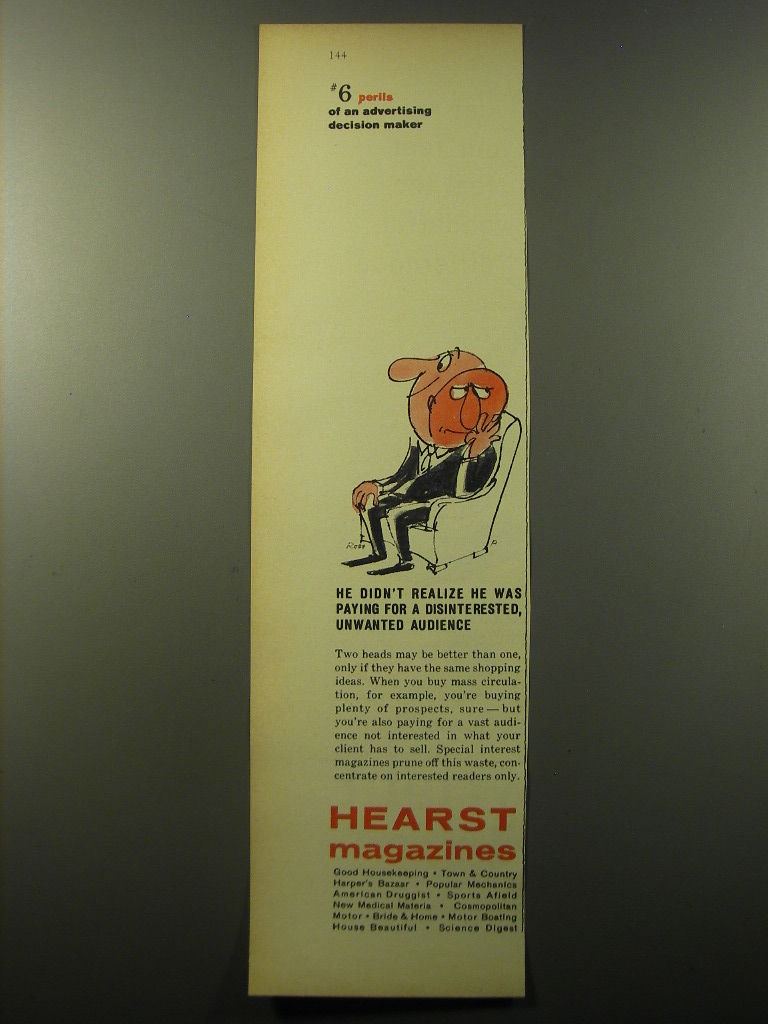 144
#6 perils
of an advertising
decision maker
Ross
HE DIDN'T REALIZE HE WAS
PAYING FOR A DISINTERESTED,
UNWANTED AUDIENCE
Two heads may be better than one,
only if they have the same shopping
ideas. When you buy mass circula-
tion, for example, you're buying
plenty of prospects, sure — but
you're also paying for a vast audi-
ence not interested in what your
client has to sell. Special interest
magazines prune off this waste, con-
centrate on interested readers only.
HEARST
magazines
Good Housekeeping • Town & Country
Harper's Bazaar • Popular Mechanics
American Druggist • Sports Afield
New Medical Materia • Cosmopolitan
Motor • Bride & Home • Motor Boating
House Beautiful • Science Digest